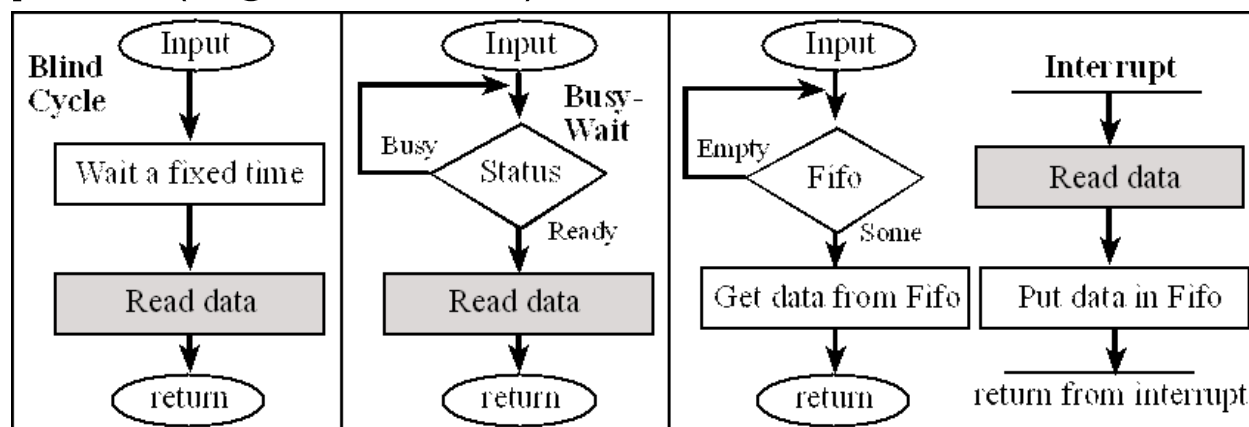 Input
Blind
Cycle
Wait a fixed time
Read data
return
Input
Busy-
Wait
Busy
Status
Ready
Read data
return
Input
Empty
Fifo
Some
Get data from Fifo
return
Interrupt
Read data
Put data in Fifo
return from interrupt